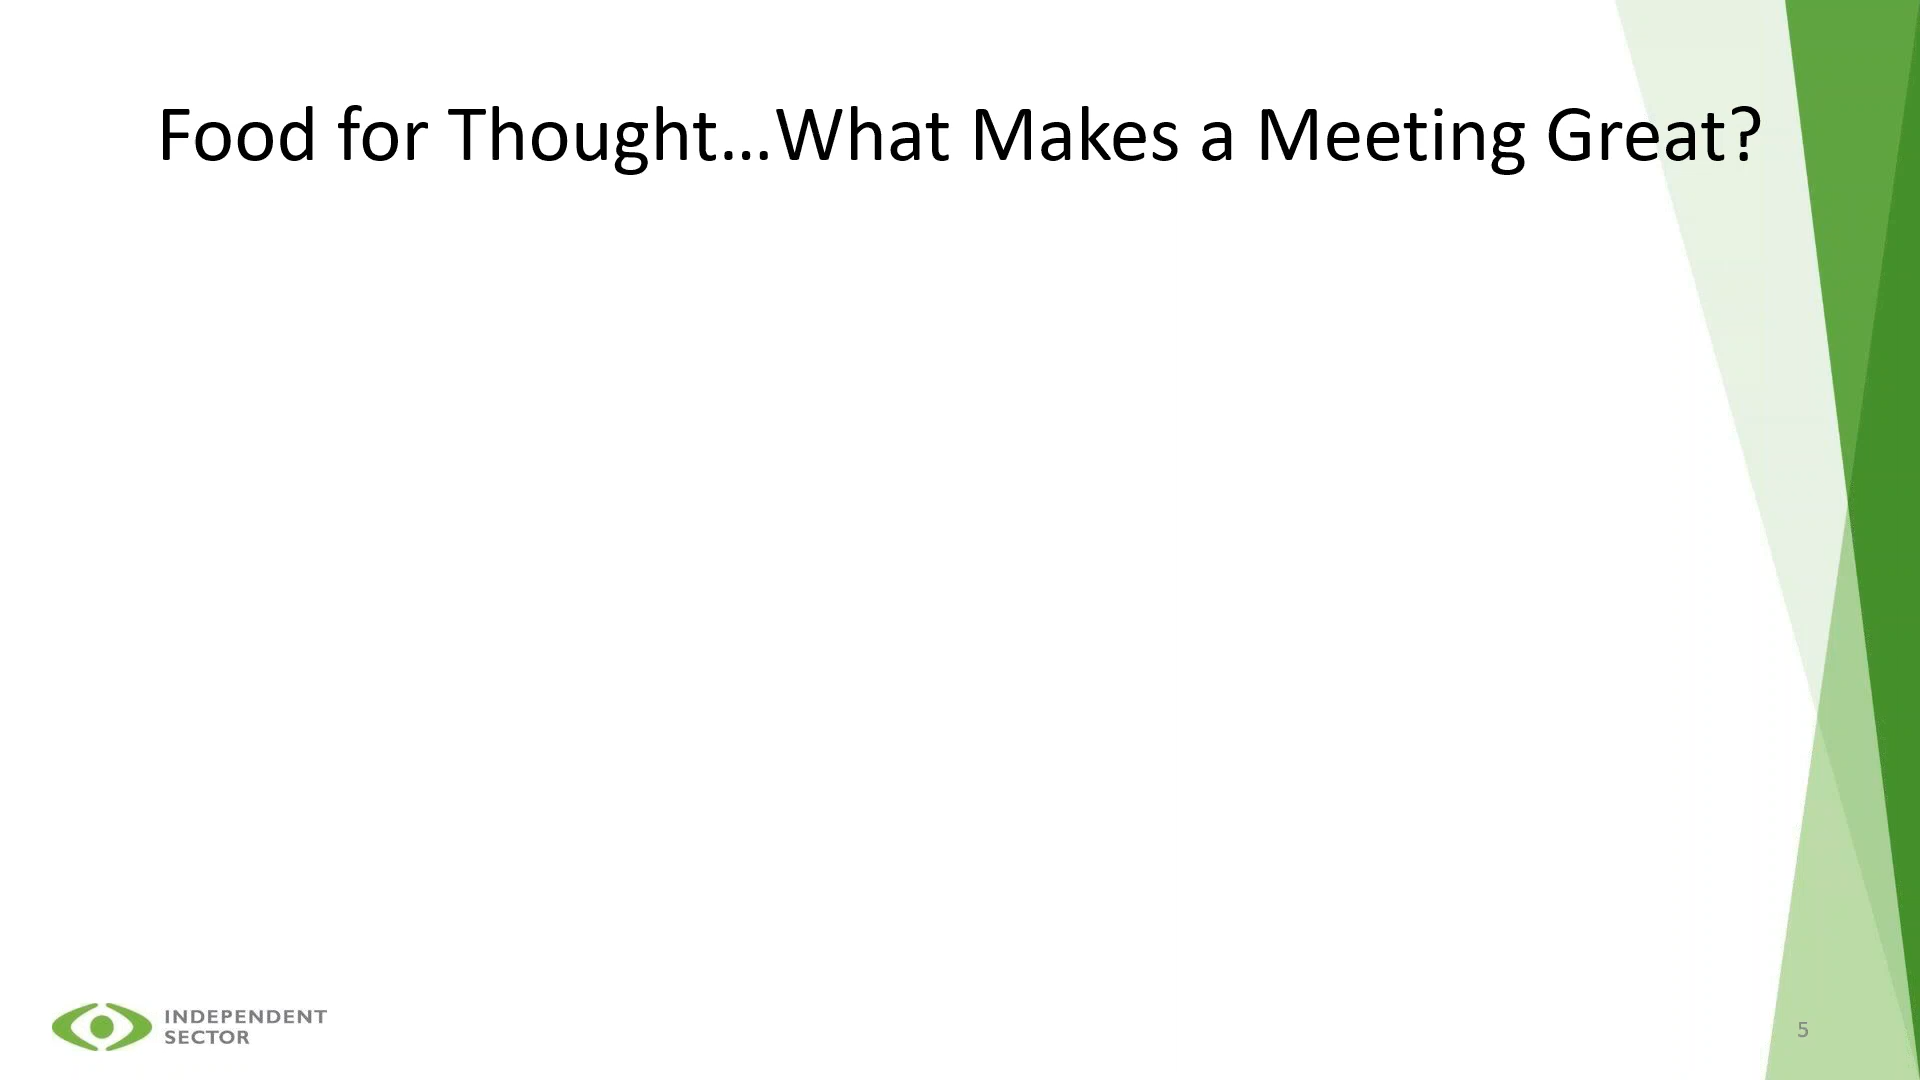 Food for Thought…What Makes a Meeting Great?
INDEPENDENT
SECTOR
5